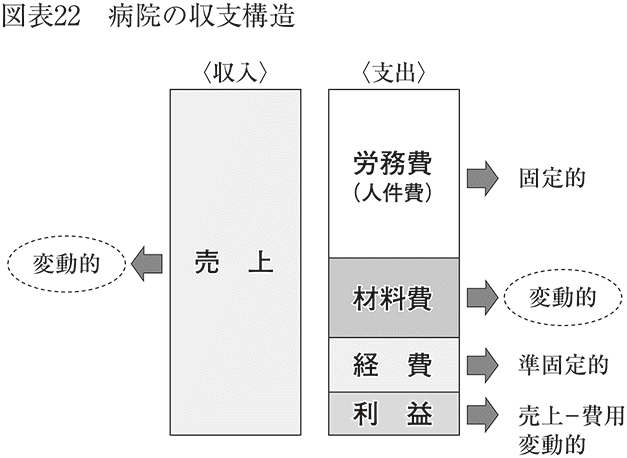 図表22　病院の収支構造
〈収入〉
〈支出〉
変動的
売　上
労務費
（人件費）
固定的
材料費
変動的
経　費
準固定的
利　益
売上−費用
変動的